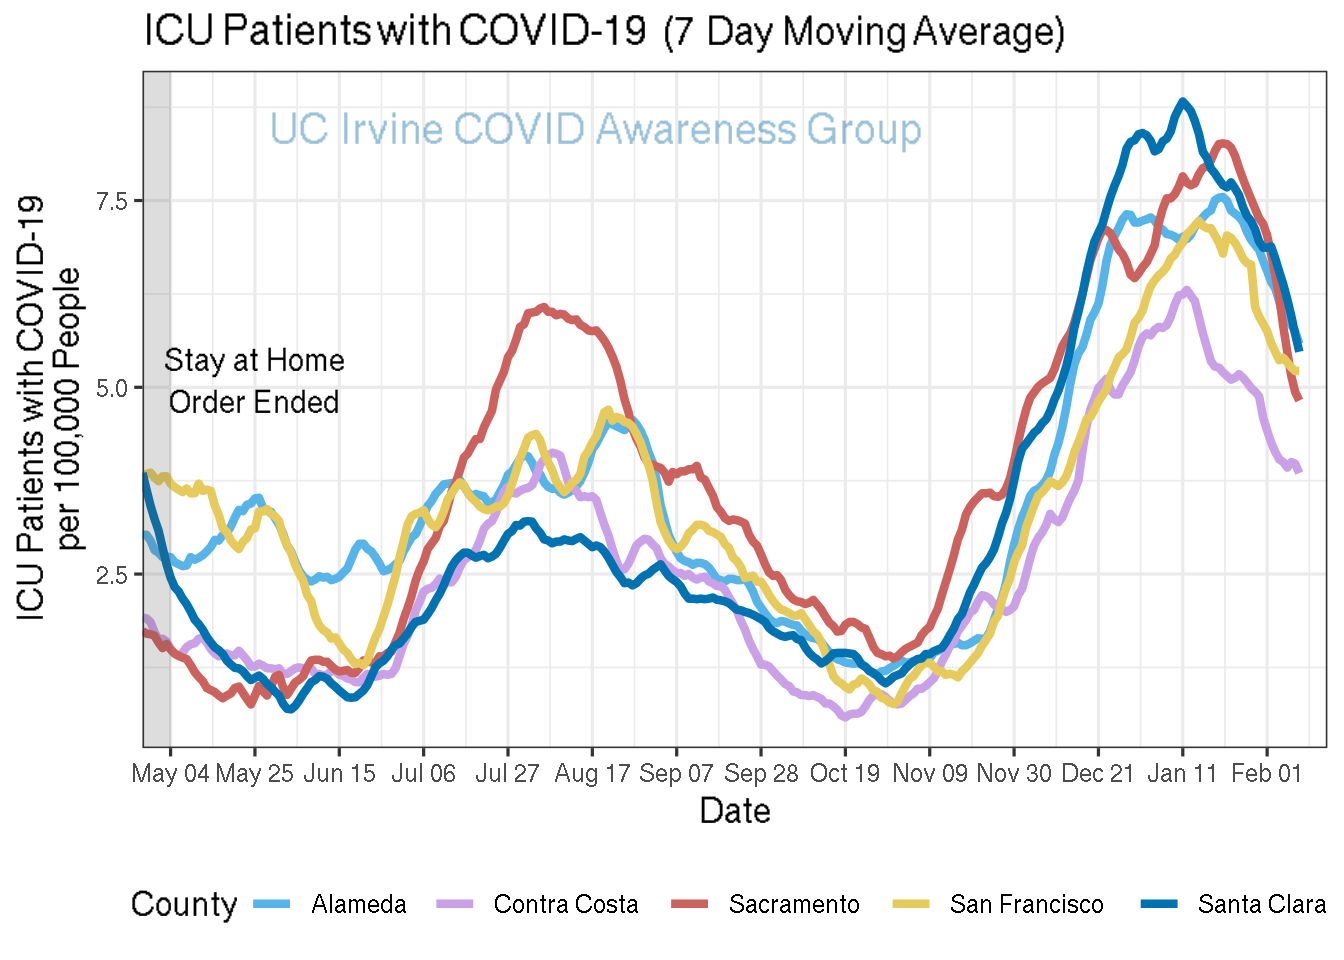 ICU Patients with COVID-19 (7 Day Moving Average)
UC Irvine COVID Awareness Group
ICU Patients with COVID-19
per 100,000 People
7.5
5.0
2.5
Stay at Home
Order Ended
May 04 May 25 Jun 15 Jul 06 Jul 27 Aug 17 Sep 07 Sep 28 Oct 19 Nov 09 Nov 30 Dec 21 Jan 11 Feb 01
Date
County Alameda Contra Costa Sacramento San Francisco Santa Clara